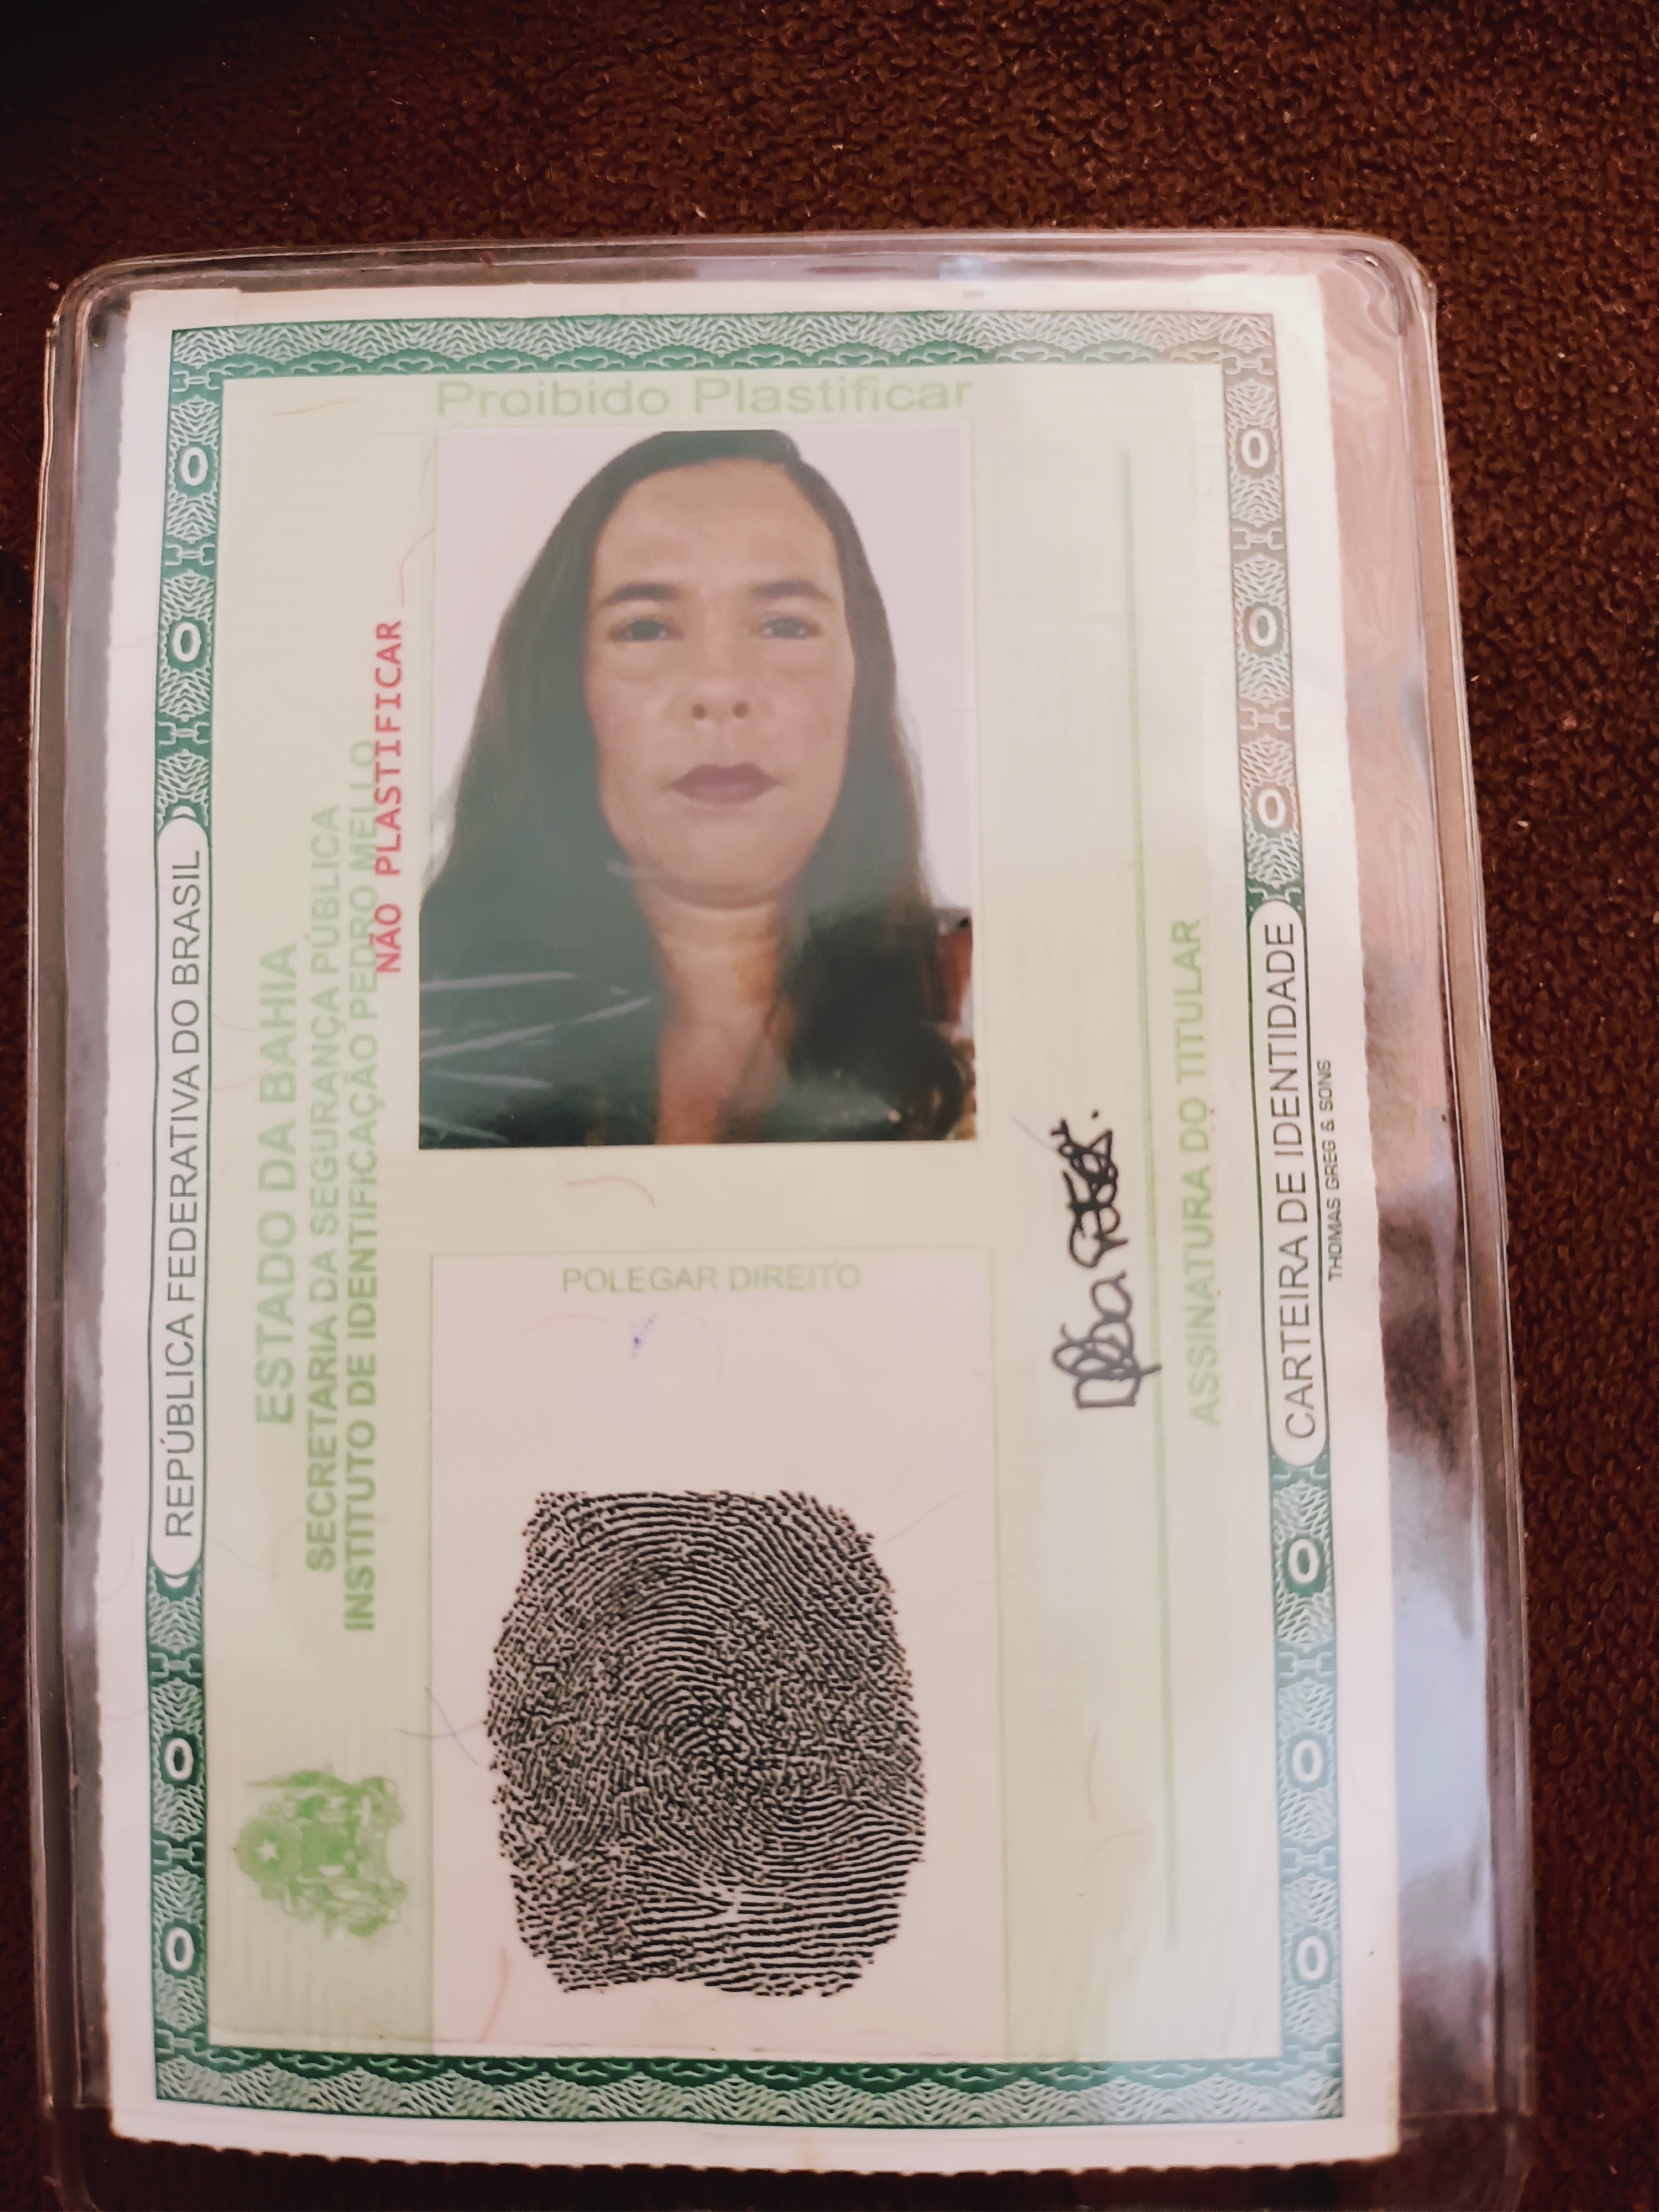 REPÚBLICA FEDERATIVA DO BRASIL
ESTADO DA BAHIA
SECRETARIA DA SEGURANÇA PÚBLICA
INSTITUTO DE IDENTIFICAÇÃO PEDRO MELLO
NÃO PLASTIFICAR
Proibido Plastificar
POLEGAR DIREITO
ASSINATURA DO TITULAR
CARTEIRA DE IDENTIDADE
THOMAS GREG & SONS